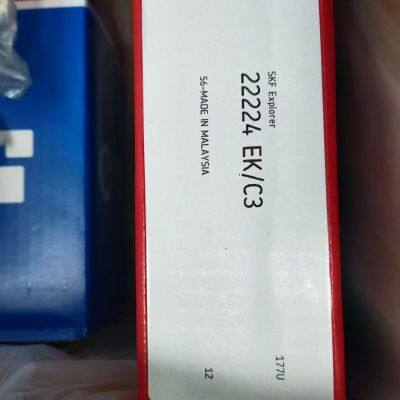 SKF Explorer
22224 EK/C3
56-MADE IN MALAYSIA
177U
12